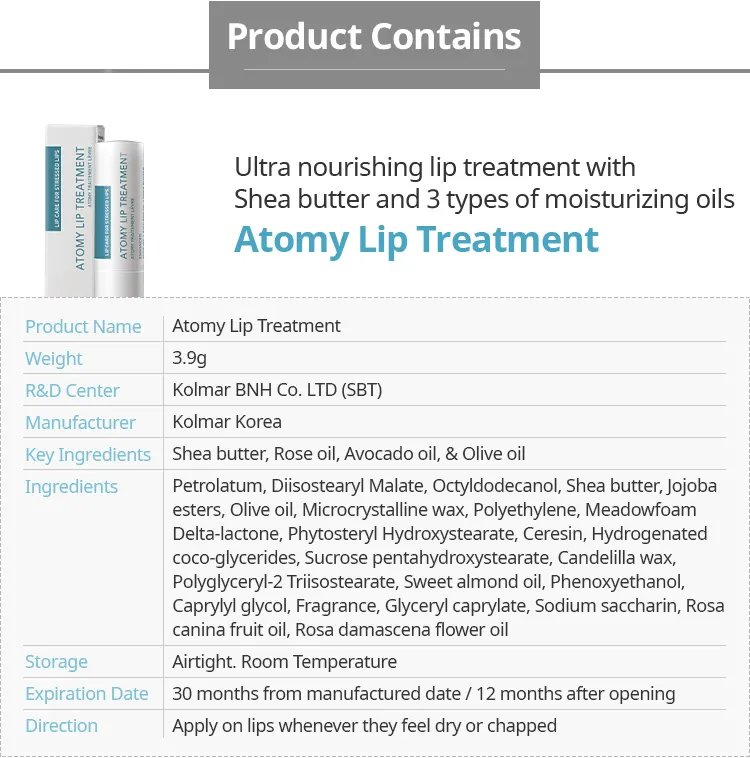 Product Contains
LIP CARE FOR STRESSED LIPS
ATOMY LIP TREATMENT
LIP CARE FOR STRESSED LIPS
ATOMY LIP TREATMENT
Ultra nourishing lip treatment with
Shea butter and 3 types of moisturizing oils
Atomy Lip Treatment
Product Name Atomy Lip Treatment
Weight 3.9g
R&D Center Kolmar BNH Co. LTD (SBT)
Manufacturer Kolmar Korea
Key Ingredients Shea butter, Rose oil, Avocado oil, & Olive oil
Ingredients Petrolatum, Diisostearyl Malate, Octyldodecanol, Shea butter, Jojoba
esters, Olive oil, Microcrystalline wax, Polyethylene, Meadowfoam
Delta-lactone, Phytosteryl Hydroxystearate, Ceresin, Hydrogenated
coco-glycerides, Sucrose pentahydroxystearate, Candelilla wax,
Polyglyceryl-2 Triisostearate, Sweet almond oil, Phenoxyethanol,
Caprylyl glycol, Fragrance, Glyceryl caprylate, Sodium saccharin, Rosa
canina fruit oil, Rosa damascena flower oil
Storage Airtight. Room Temperature
Expiration Date 30 months from manufactured date / 12 months after opening
Direction Apply on lips whenever they feel dry or chapped